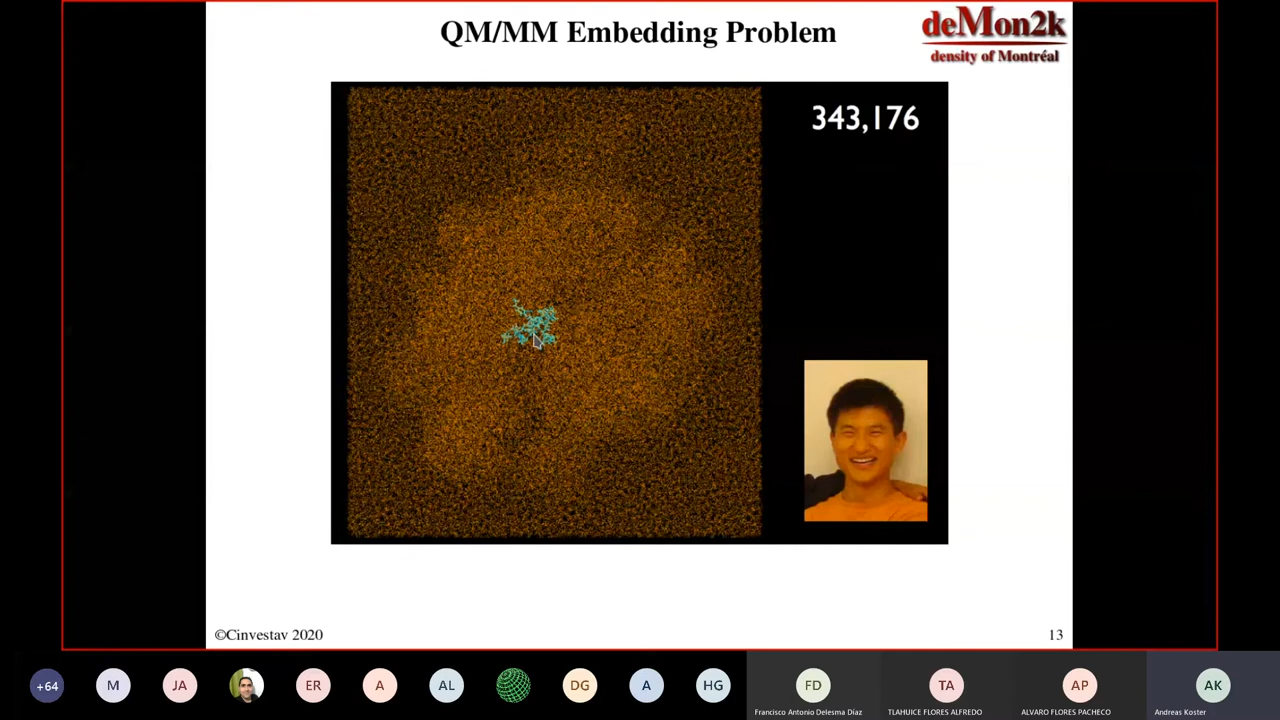 QM/MM Embedding Problem
deMon2k
density of Montréal
343,176
©Cinvestav 2020
13
+64
M
JA
ER
A
AL
DG
A
HG
FD
TA
AP
AK
Francisco Antonio Delesma Díaz
TLAHUICE FLORES ALFREDO
ALVARO FLORES PACHECO
Andreas Koster